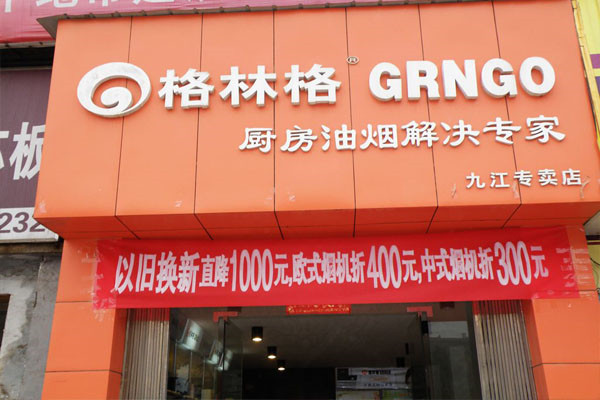 格林格® GRNGO
厨房油烟解决专家
九江专卖店
板
232
以旧换新直降1000元,欧式烟机折400元,中式烟机折300元